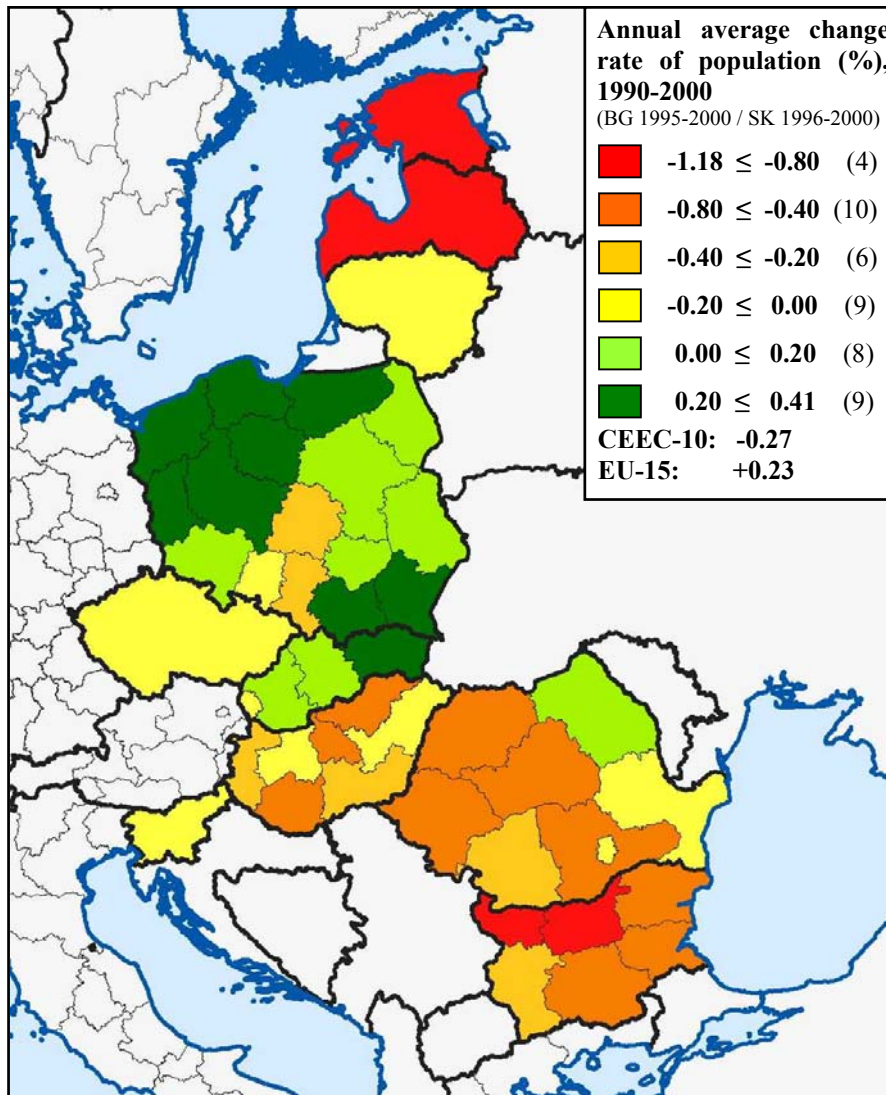 Annual average change
rate of population (%),
1990-2000
(BG 1995-2000 / SK 1996-2000)
-1.18 ≤ -0.80 (4)
-0.80 ≤ -0.40 (10)
-0.40 ≤ -0.20 (6)
-0.20 ≤ 0.00 (9)
0.00 ≤ 0.20 (8)
0.20 ≤ 0.41 (9)
CEEC-10: -0.27
EU-15: +0.23